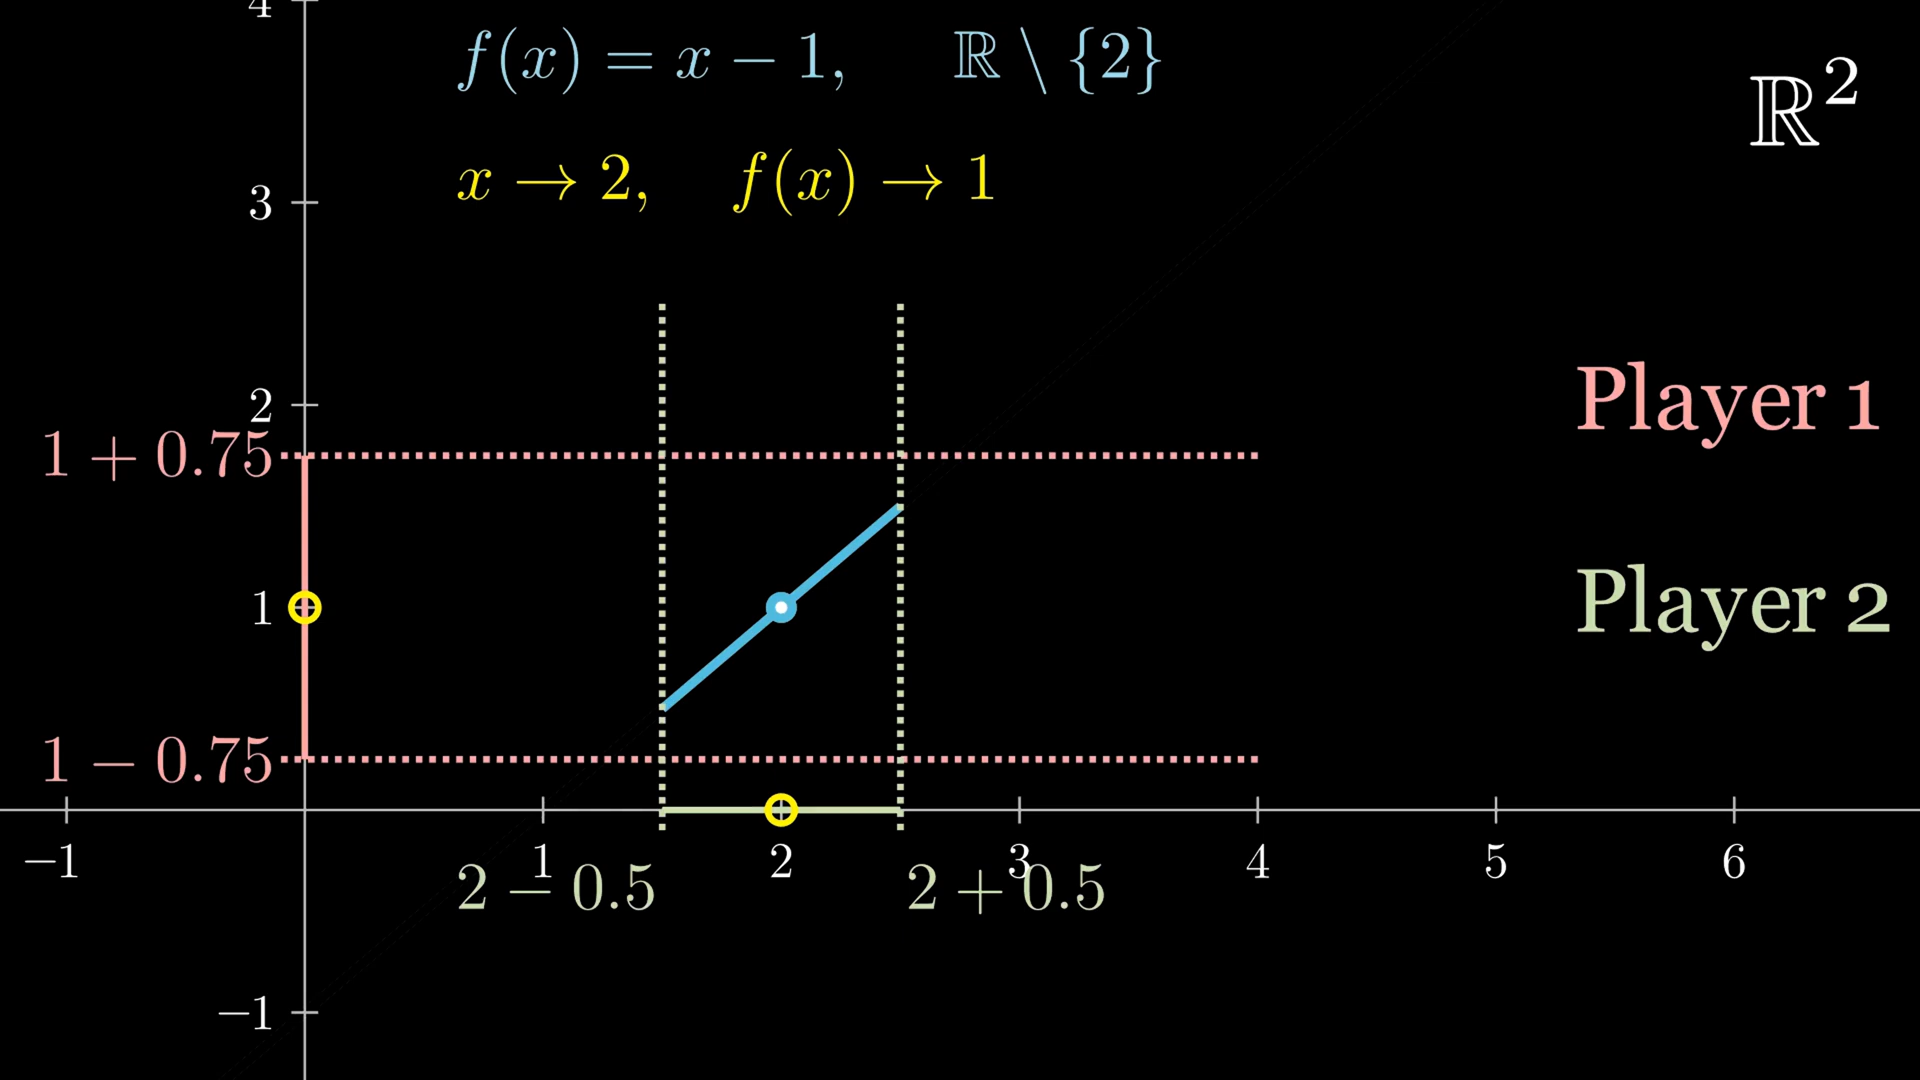 4
f(x) = x − 1, ℝ \ {2}
ℝ²
x → 2, f(x) → 1
3
2
Player 1
1 + 0.75
1
Player 2
1 − 0.75
−1 1 2 3 4 5 6
2 − 0.5 2 + 0.5
−1